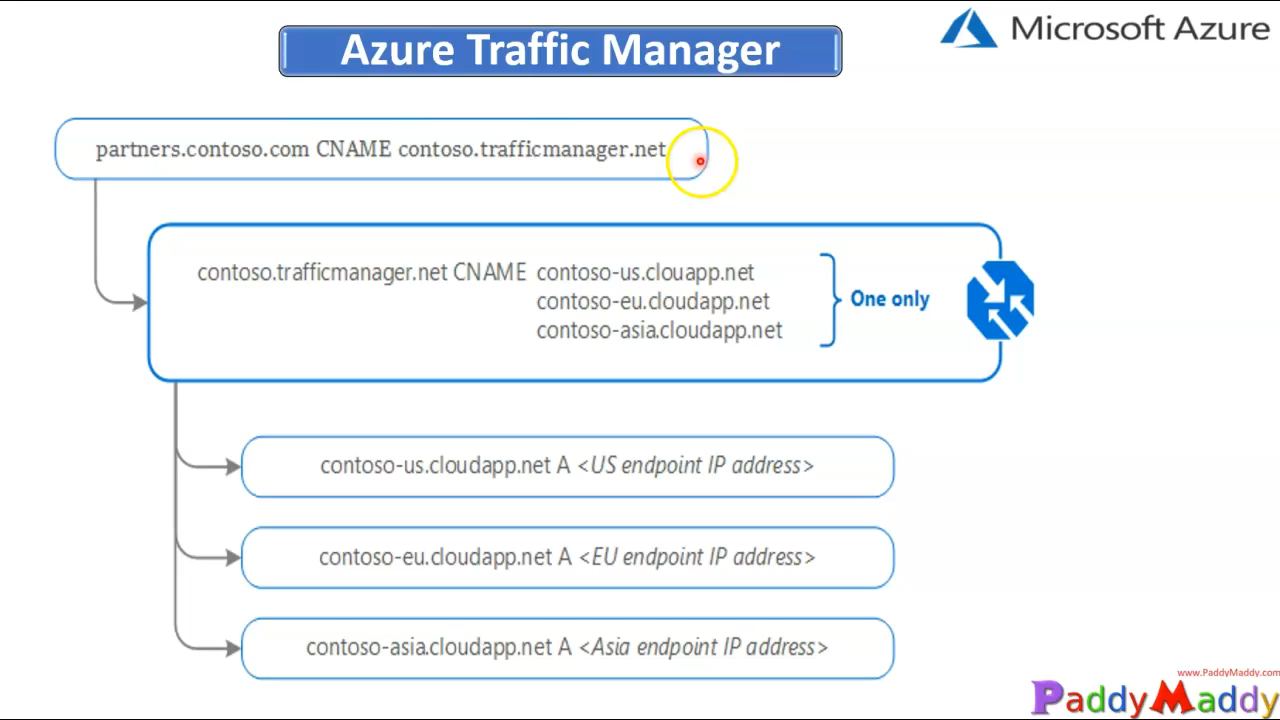 Azure Traffic Manager
Microsoft Azure
partners.contoso.com CNAME contoso.trafficmanager.net
contoso.trafficmanager.net CNAME contoso-us.clouapp.net
contoso-eu.cloudapp.net
contoso-asia.cloudapp.net
One only
contoso-us.cloudapp.net A <US endpoint IP address>
contoso-eu.cloudapp.net A <EU endpoint IP address>
contoso-asia.cloudapp.net A <Asia endpoint IP address>
www.PaddyMaddy.com
PaddyMaddy